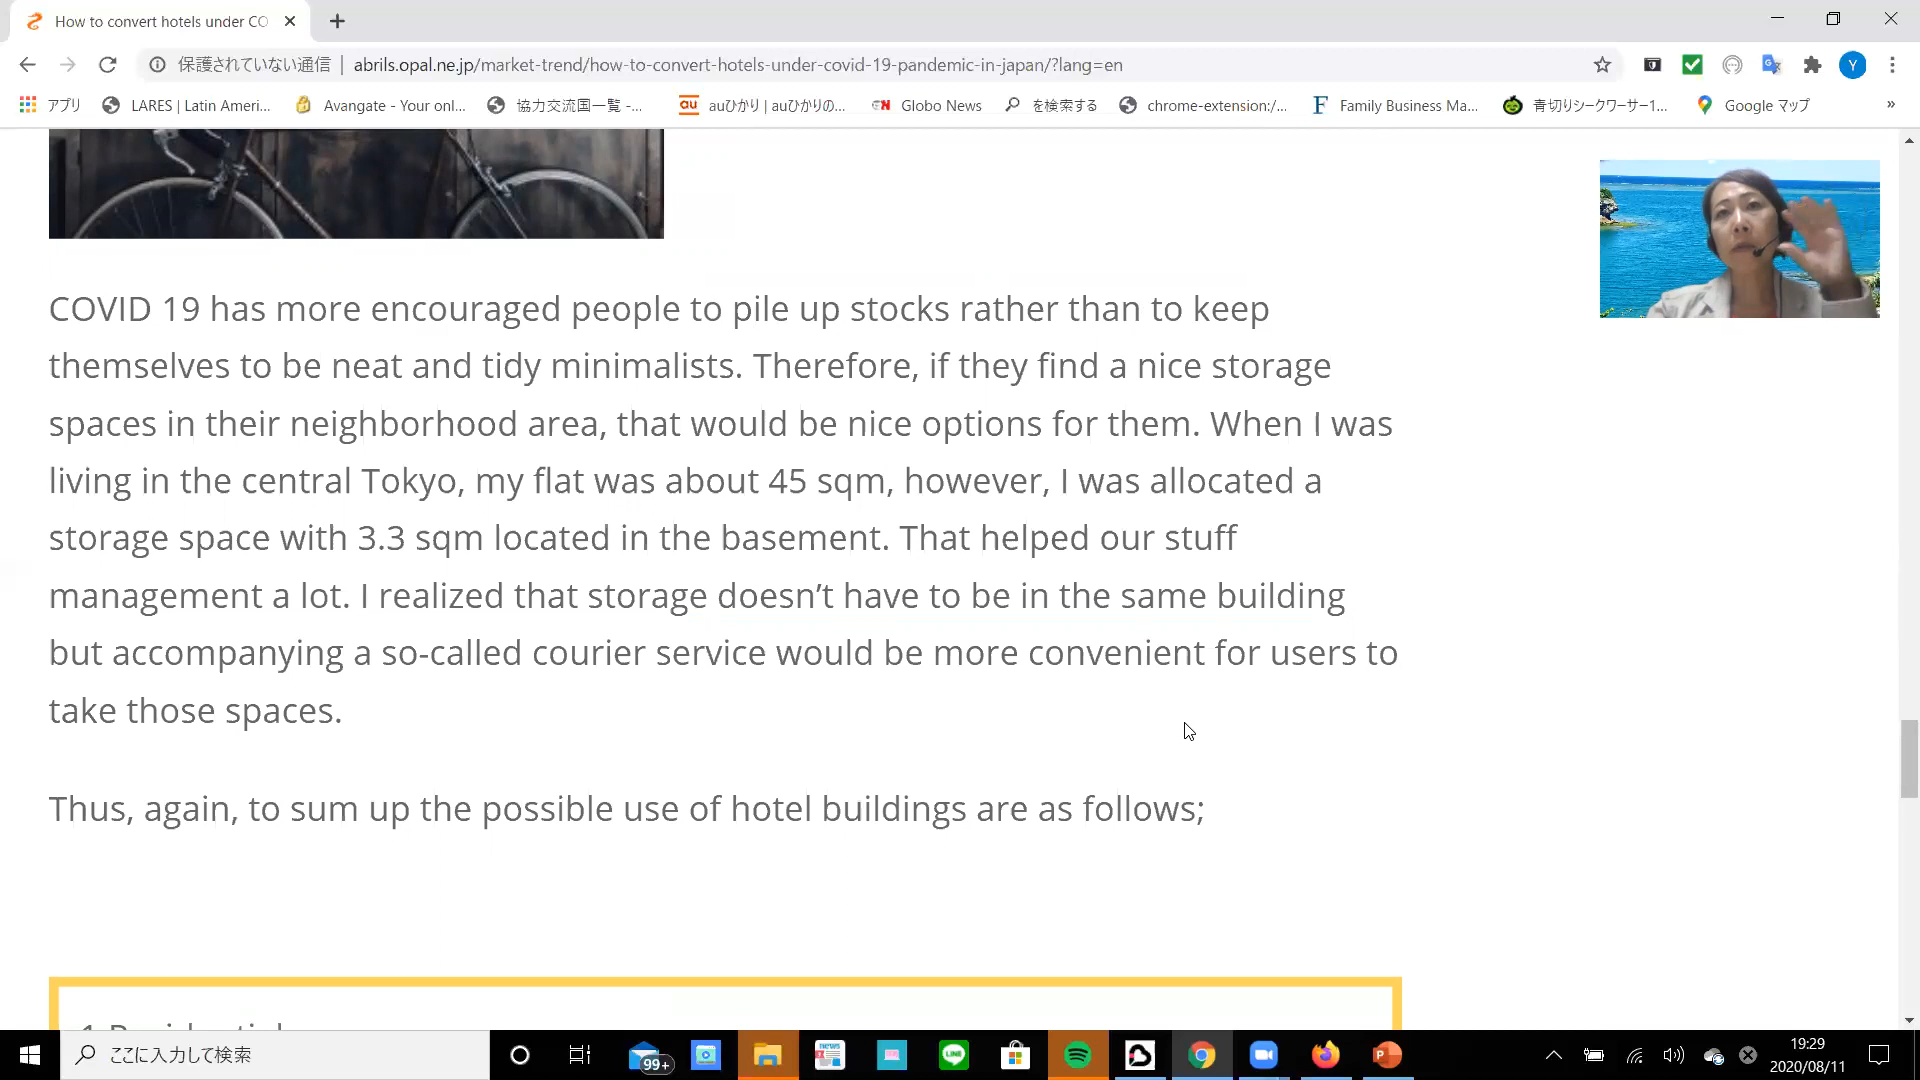 How to convert hotels under CO
保護されていない通信
abrils.opal.ne.jp/market-trend/how-to-convert-hotels-under-covid-19-pandemic-in-japan/?lang=en
Y
アプリ
LARES | Latin Ameri...
Avangate - Your onl...
協力交流国一覧 -...
au
auひかり | auひかりの...
Globo News
を検索する
chrome-extension:/...
Family Business Ma...
青切りシークワーサー1...
Google マップ
»
COVID 19 has more encouraged people to pile up stocks rather than to keep
themselves to be neat and tidy minimalists. Therefore, if they find a nice storage
spaces in their neighborhood area, that would be nice options for them. When I was
living in the central Tokyo, my flat was about 45 sqm, however, I was allocated a
storage space with 3.3 sqm located in the basement. That helped our stuff
management a lot. I realized that storage doesn’t have to be in the same building
but accompanying a so-called courier service would be more convenient for users to
take those spaces.
Thus, again, to sum up the possible use of hotel buildings are as follows;
ここに入力して検索
99+
news
LINE
19:29
2020/08/11